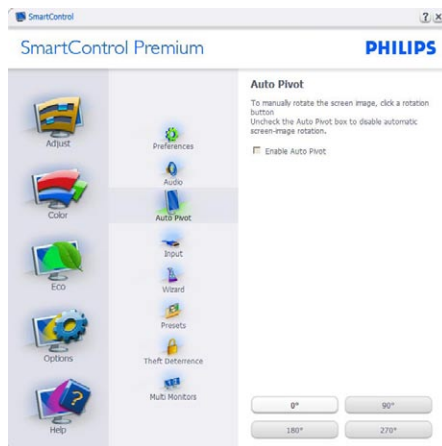 SmartControl
SmartControl Premium
PHILIPS
Adjust
Color
Eco
Options
Help
Preferences
Audio
Auto Pivot
Input
Wizard
Presets
Theft Deterrence
Multi Monitors
Auto Pivot
To manually rotate the screen image, click a rotation
button
Uncheck the Auto Pivot box to disable automatic
screen-image rotation.
Enable Auto Pivot
0°
90°
180°
270°